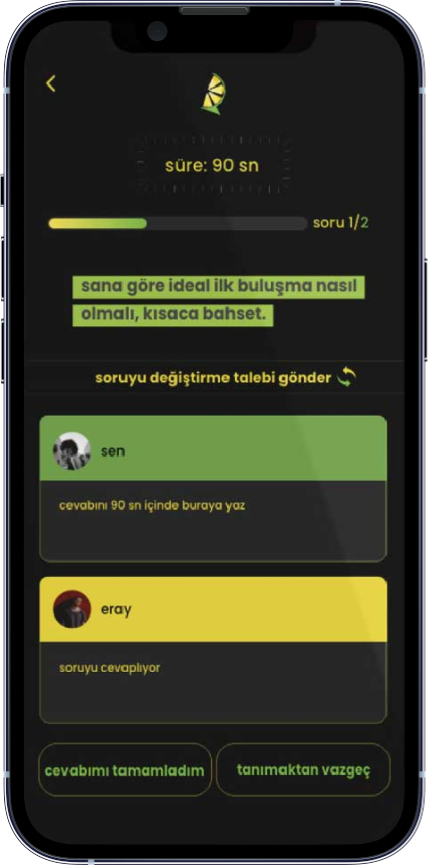 süre: 90 sn
soru 1/2
sana göre ideal ilk buluşma nasıl
olmalı, kısaca bahset.
soruyu değiştirme talebi gönder
sen
cevabını 90 sn içinde buraya yaz
eray
soruyu cevaplıyor
cevabımı tamamladım
tanımaktan vazgeç